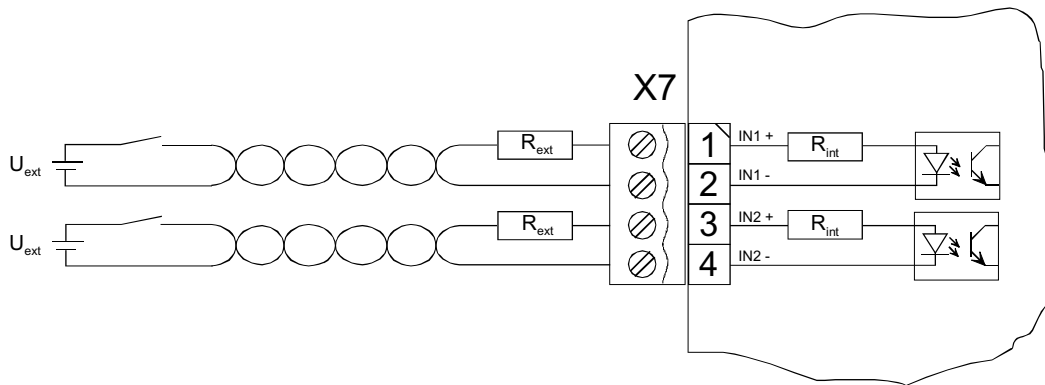 X7
R_ext
1
IN1 +
R_int
U_ext
2
IN1 -
R_ext
3
IN2 +
R_int
U_ext
4
IN2 -